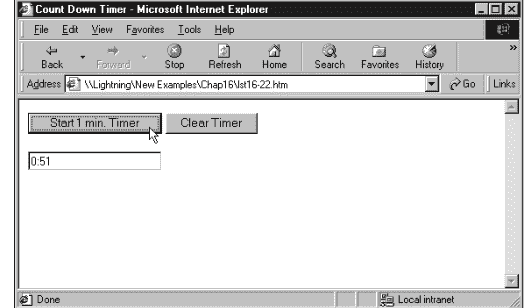 Count Down Timer - Microsoft Internet Explorer
File Edit View Favorites Tools Help
Back Forward Stop Refresh Home Search Favorites History »
Address \\Lightning\New Examples\Chap16\lst16-22.htm Go Links
Start 1 min. Timer Clear Timer
0:51
Done Local intranet